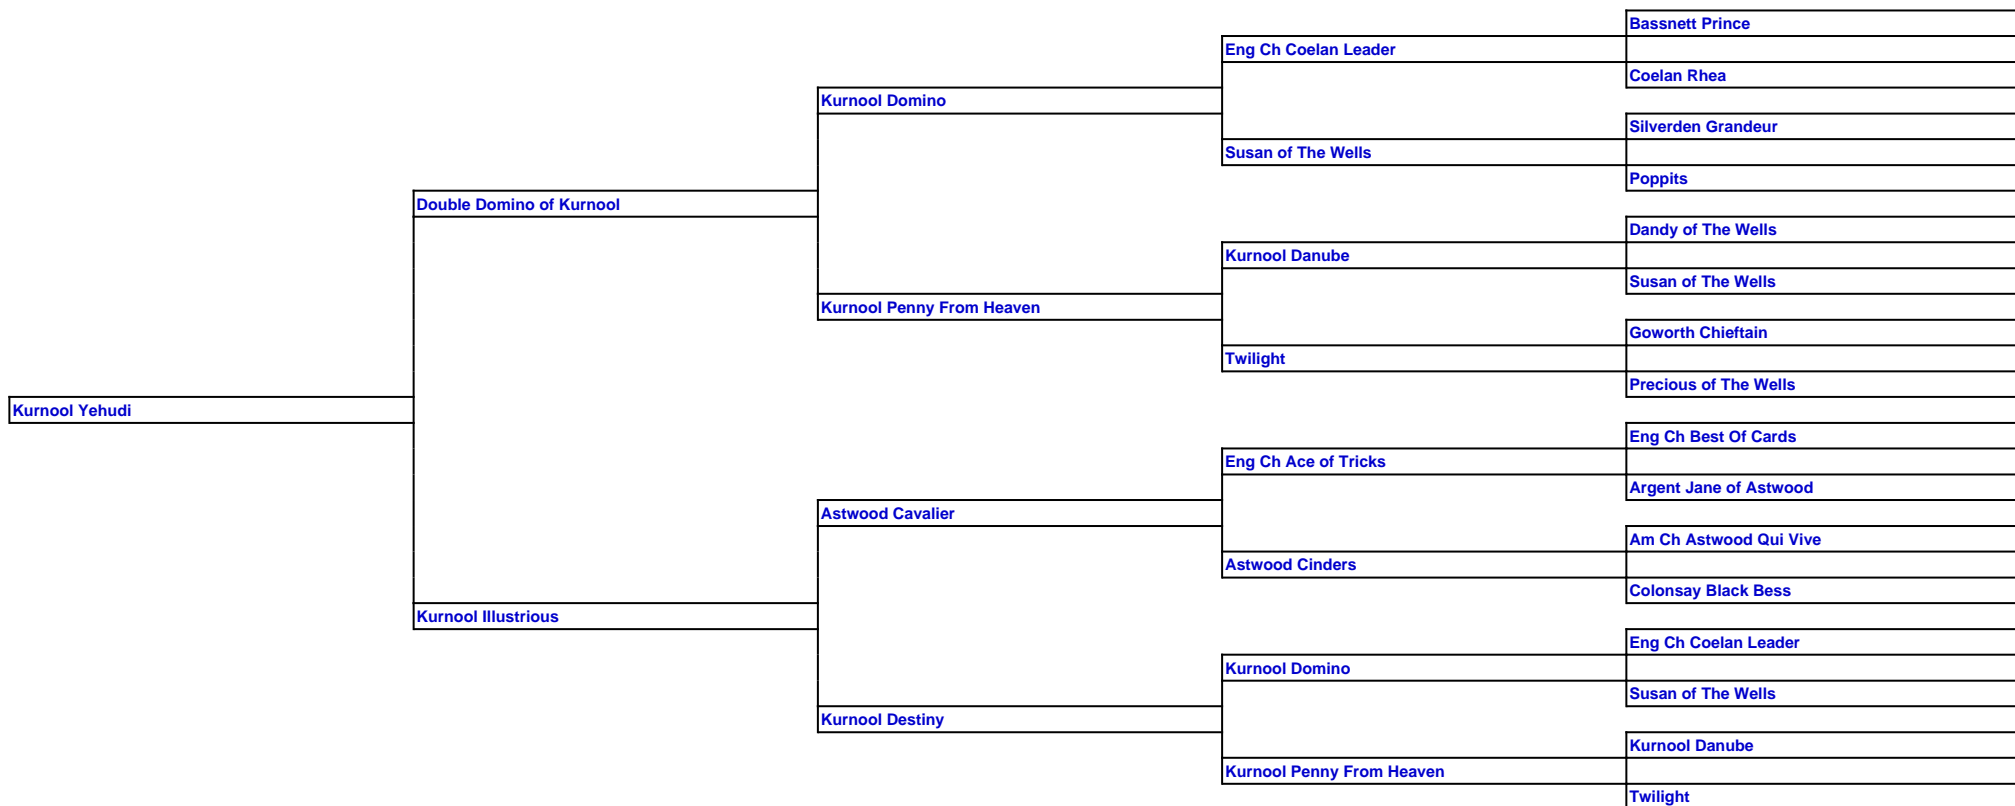 Bassnett Prince
Eng Ch Coelan Leader
Coelan Rhea
Kurnool Domino
Silverden Grandeur
Susan of The Wells
Poppits
Double Domino of Kurnool
Dandy of The Wells
Kurnool Danube
Susan of The Wells
Kurnool Penny From Heaven
Goworth Chieftain
Twilight
Precious of The Wells
Kurnool Yehudi
Eng Ch Best Of Cards
Eng Ch Ace of Tricks
Argent Jane of Astwood
Astwood Cavalier
Am Ch Astwood Qui Vive
Astwood Cinders
Colonsay Black Bess
Kurnool Illustrious
Eng Ch Coelan Leader
Kurnool Domino
Susan of The Wells
Kurnool Destiny
Kurnool Danube
Kurnool Penny From Heaven
Twilight